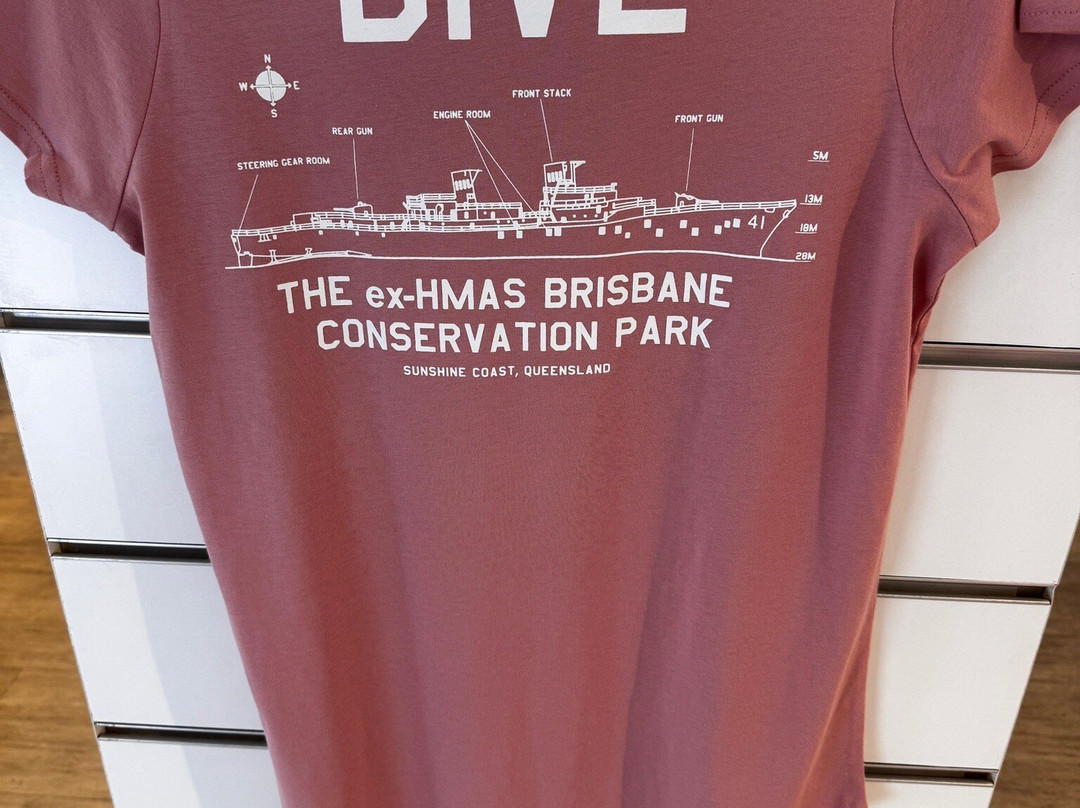 DIVE
N
W E
S
FRONT STACK
ENGINE ROOM
FRONT GUN
REAR GUN
STEERING GEAR ROOM
5M
13M
41
18M
28M
THE ex-HMAS BRISBANE
CONSERVATION PARK
SUNSHINE COAST, QUEENSLAND